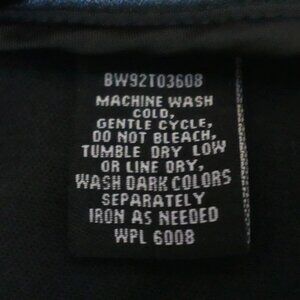 BW92T03608
MACHINE WASH
COLD,
GENTLE CYCLE,
DO NOT BLEACH,
TUMBLE DRY LOW
OR LINE DRY,
WASH DARK COLORS
SEPARATELY
IRON AS NEEDED
WPL 6008